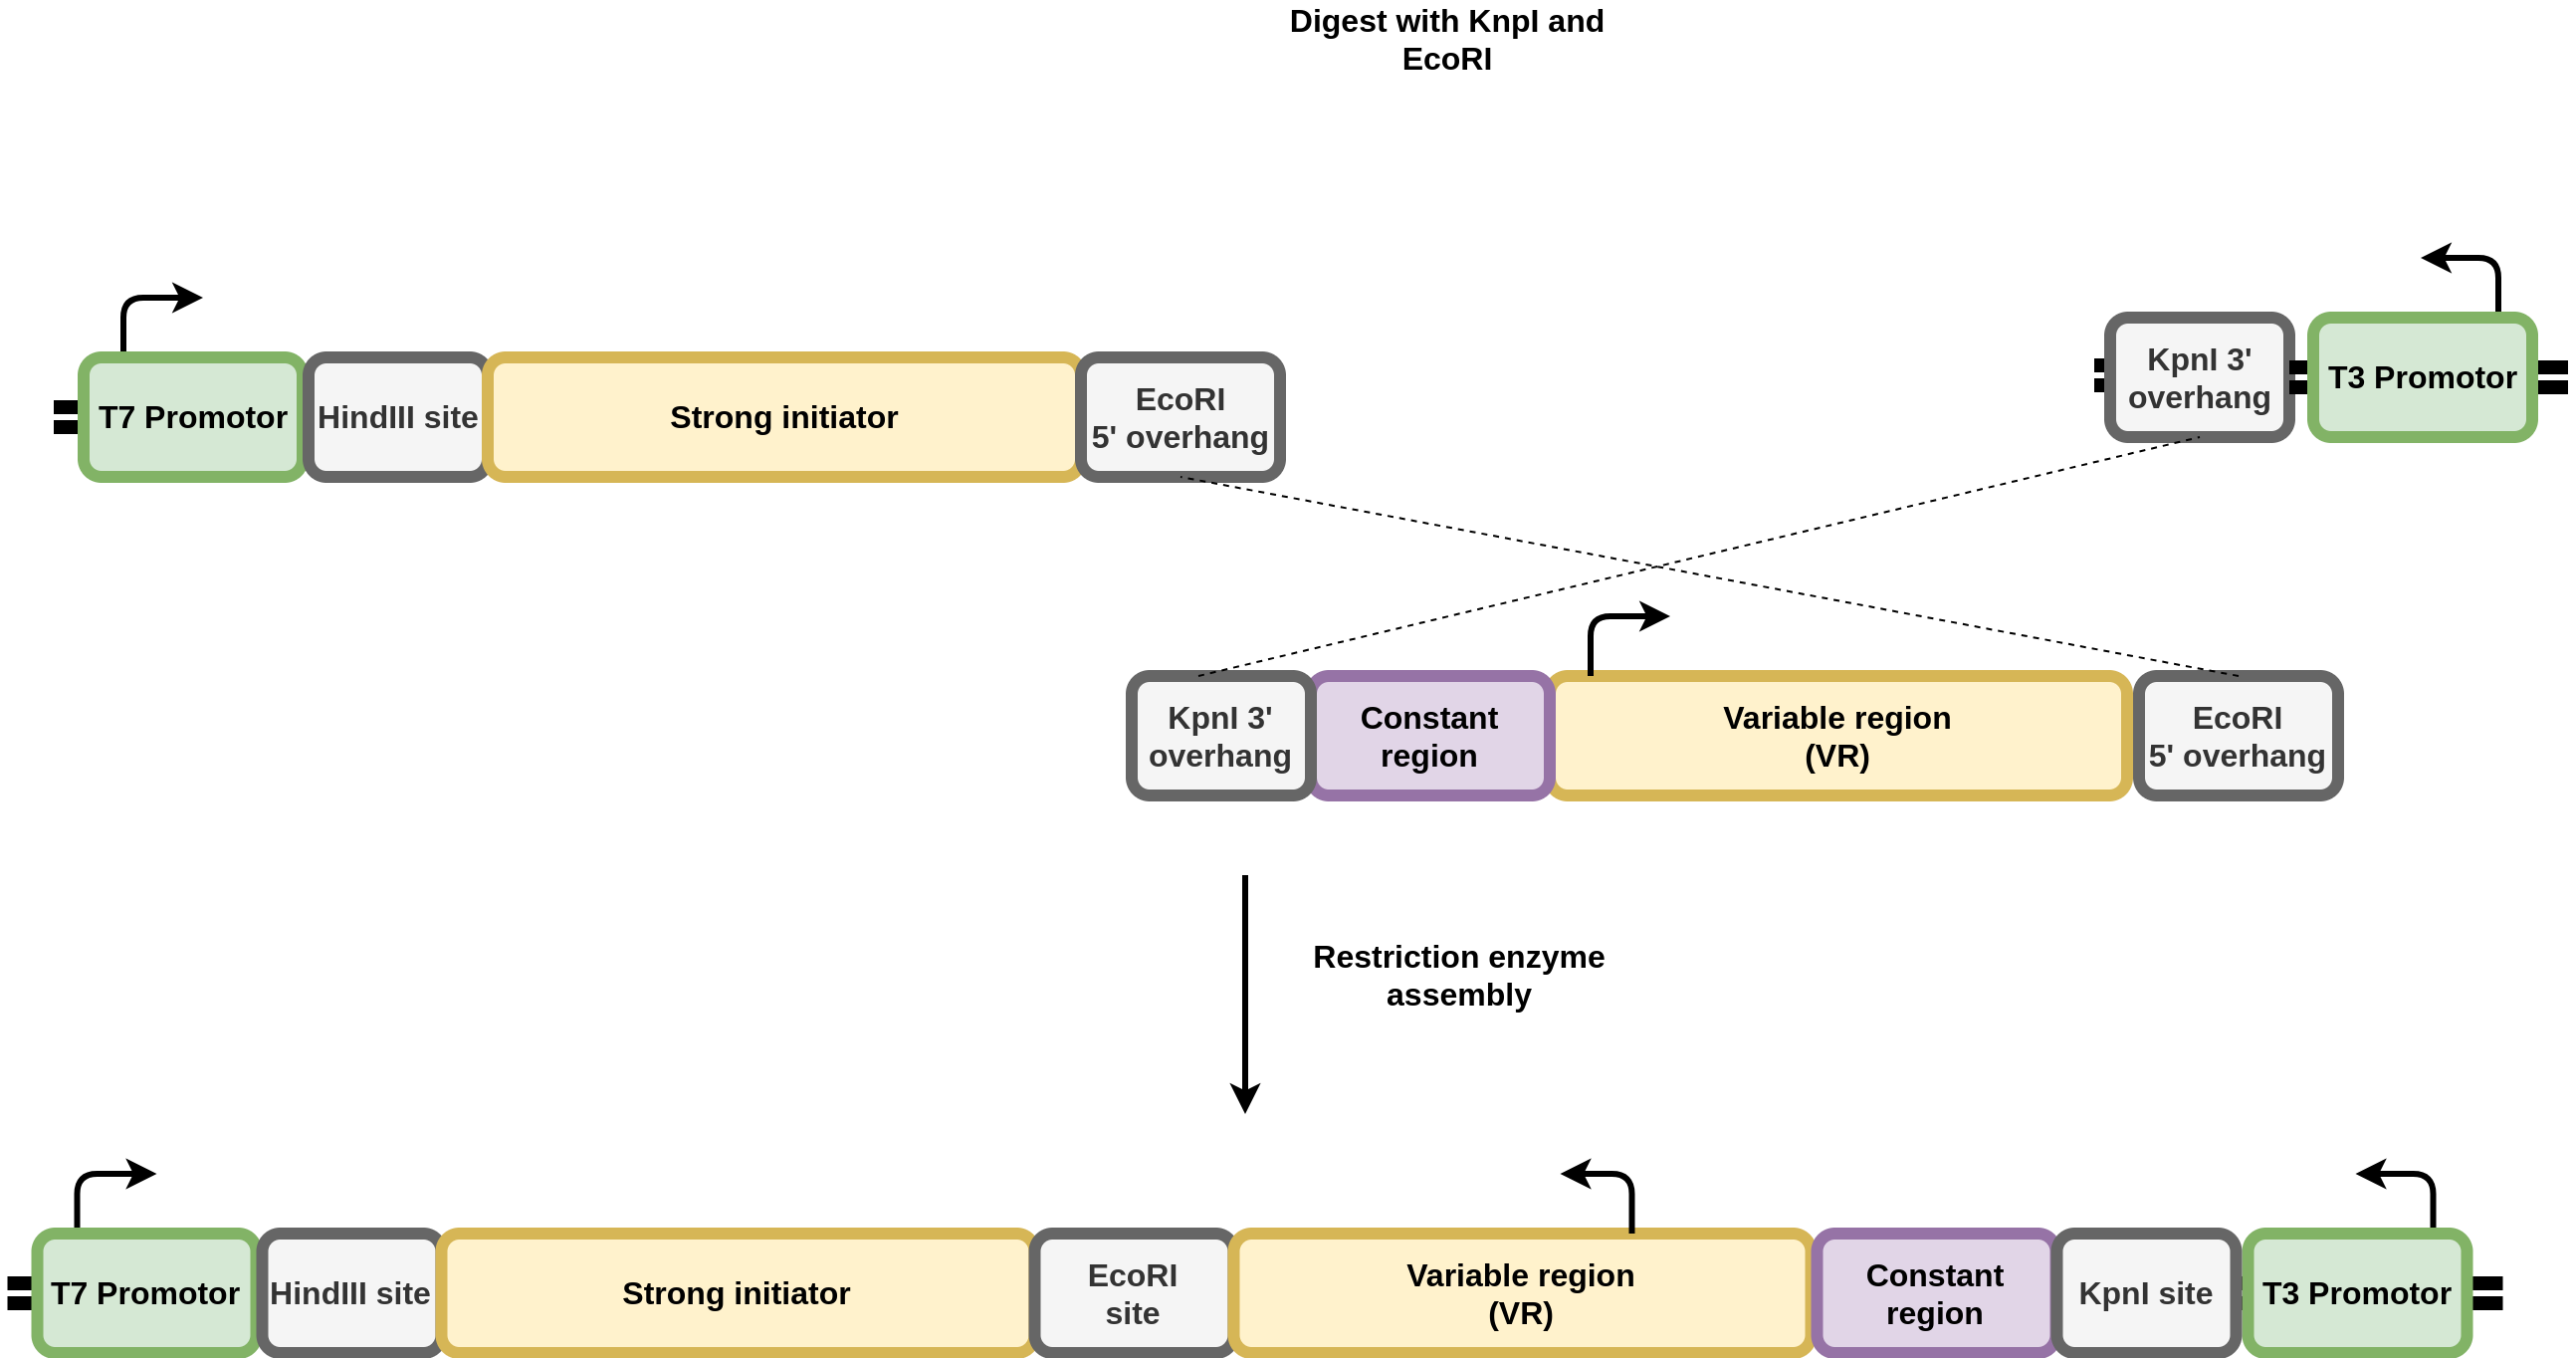 Digest with KnpI and
EcoRI
T7 Promotor
HindIII site
Strong initiator
EcoRI
5' overhang
KpnI 3'
overhang
T3 Promotor
KpnI 3'
overhang
Constant
region
Variable region
(VR)
EcoRI
5' overhang
Restriction enzyme
assembly
T7 Promotor
HindIII site
Strong initiator
EcoRI
site
Variable region
(VR)
Constant
region
KpnI site
T3 Promotor